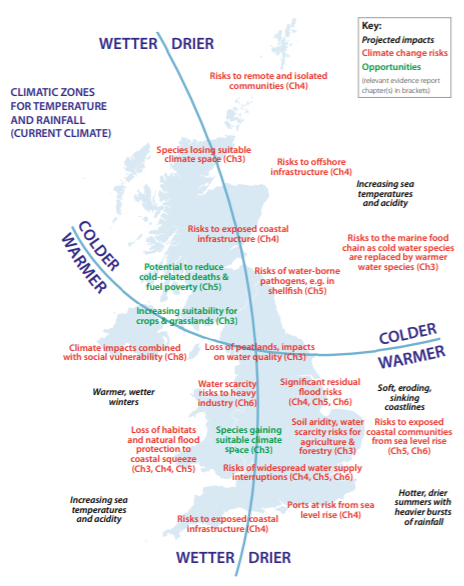 Key:
Projected impacts
Climate change risks
Opportunities
(relevant evidence report
chapter(s) in brackets)
WETTER DRIER
CLIMATIC ZONES
FOR TEMPERATURE
AND RAINFALL
(CURRENT CLIMATE)
Risks to remote and isolated
communities (Ch4)
Species losing suitable
climate space (Ch3)
Risks to offshore
infrastructure (Ch4)
Increasing sea
temperatures
and acidity
COLDER
WARMER
Risks to exposed coastal
infrastructure (Ch4)
Risks to the marine food
chain as cold water species
are replaced by warmer
water species (Ch3)
Potential to reduce
cold-related deaths &
fuel poverty (Ch5)
Risks of water-borne
pathogens, e.g. in
shellfish (Ch5)
Increasing suitability for
crops & grasslands (Ch3)
COLDER
WARMER
Climate impacts combined
with social vulnerability (Ch8)
Loss of peatlands, impacts
on water quality (Ch3)
Warmer, wetter
winters
Water scarcity
risks to heavy
industry (Ch6)
Significant residual
flood risks
(Ch4, Ch5, Ch6)
Soft, eroding,
sinking
coastlines
Loss of habitats
and natural flood
protection to
coastal squeeze
(Ch3, Ch4, Ch5)
Species gaining
suitable climate
space (Ch3)
Soil aridity, water
scarcity risks for
agriculture &
forestry (Ch3)
Risks to exposed
coastal communities
from sea level rise
(Ch5, Ch6)
Risks of widespread water supply
interruptions (Ch4, Ch5, Ch6)
Increasing sea
temperatures
and acidity
Risks to exposed coastal
infrastructure (Ch4)
Ports at risk from sea
level rise (Ch4)
Hotter, drier
summers with
heavier bursts
of rainfall
WETTER DRIER